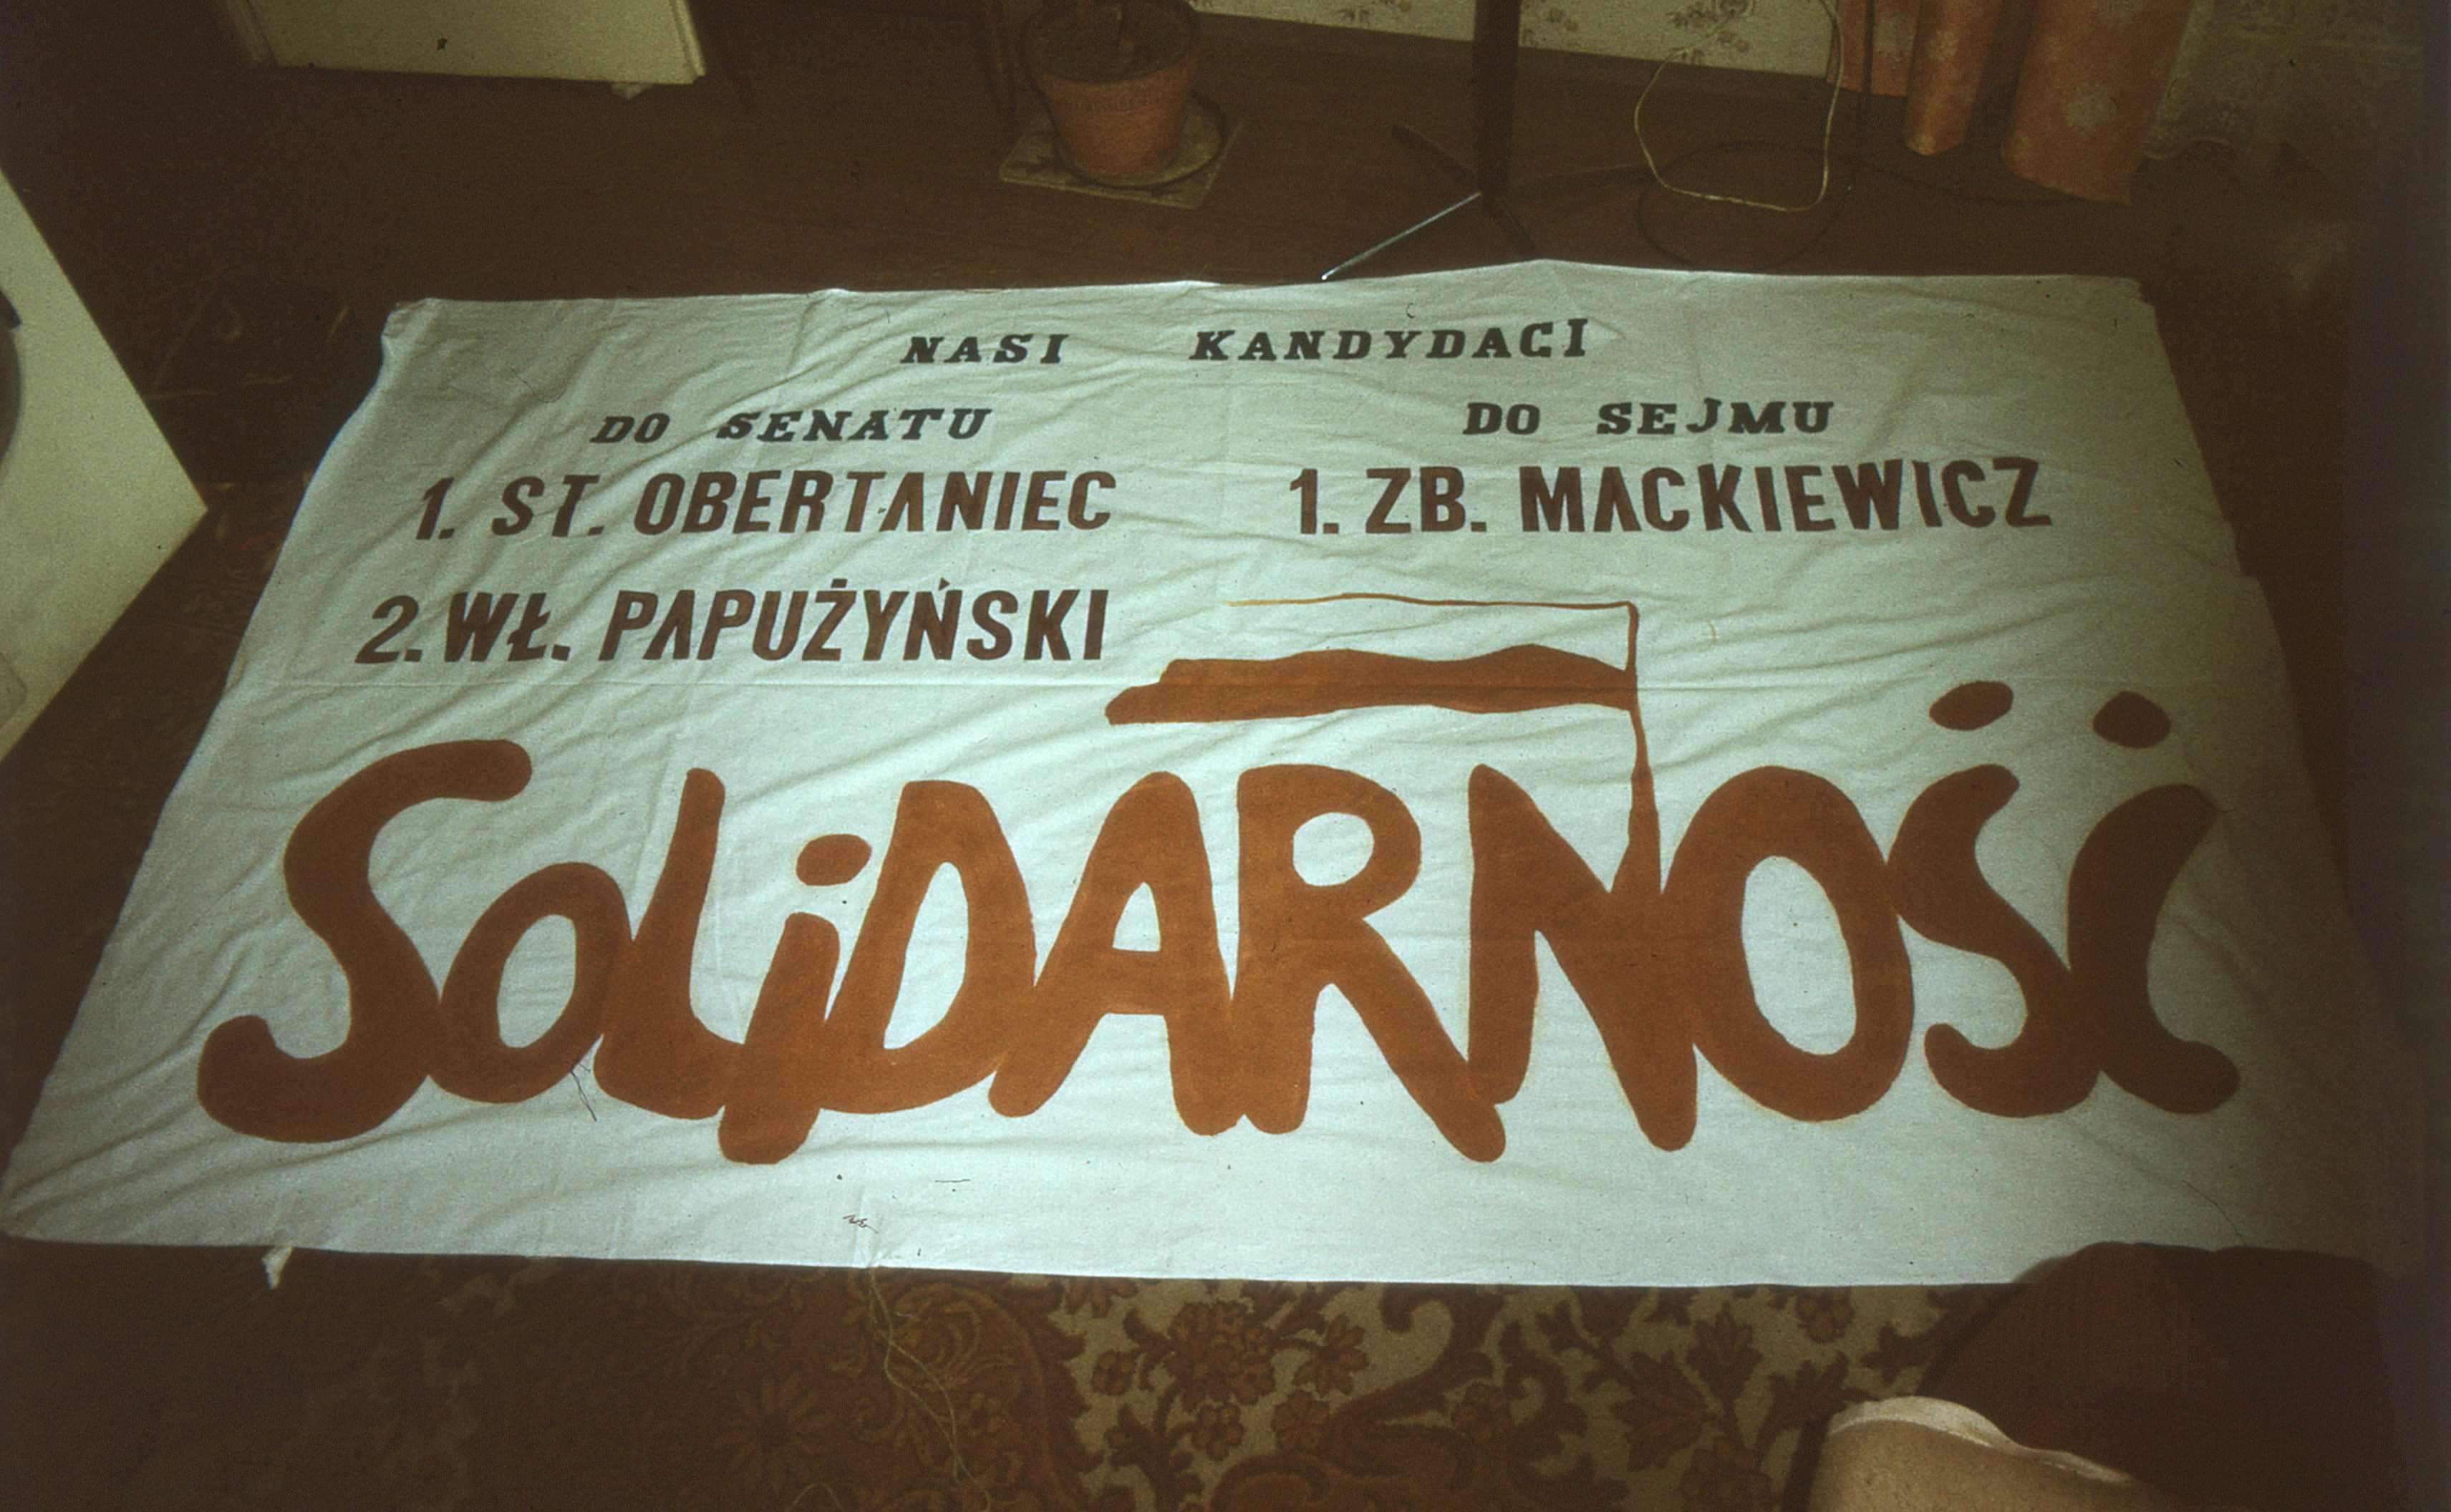 NASI KANDYDACI
DO SENATU
1. ST. OBERTANIEC
2. WŁ. PAPUŻYŃSKI
DO SEJMU
1. ZB. MACKIEWICZ
SOLiDARNOŚĆ